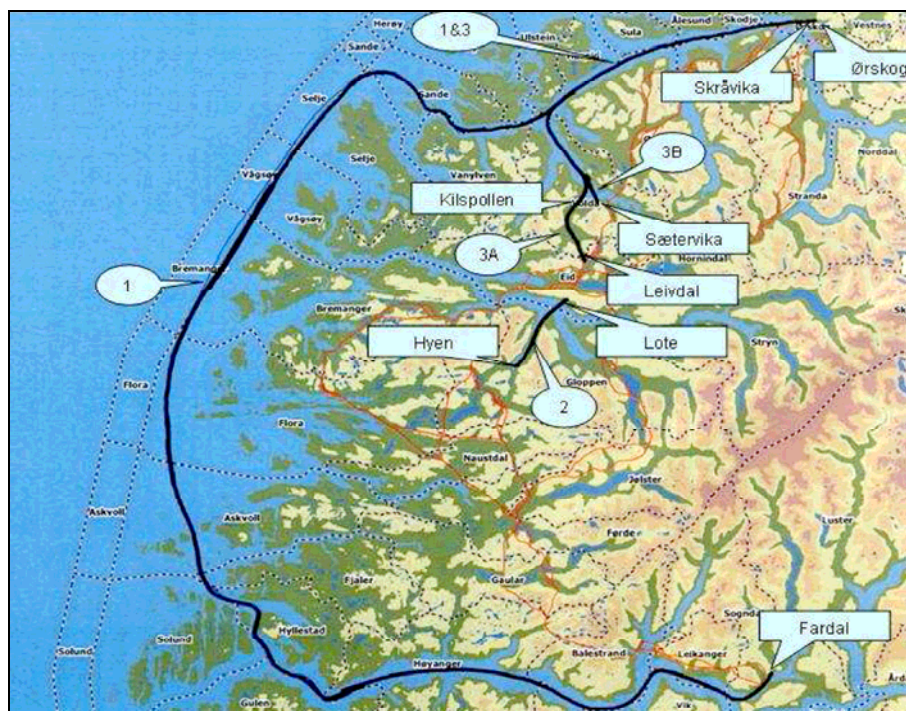 Herøy
Ålesund
Skodje
Vestnes
1&3
Sula
Ulstein
Sande
Ørskog
Skråvika
Selje
Sande
3B
Norddal
Selje
Vanylven
Vågsøy
Kilspollen
Stranda
Vågsøy
Sætervika
3A
Hornindal
Bremanger
1
Eid
Leivdal
Bremanger
Hyen
Lote
Stryn
Flora
Gloppen
2
Flora
Naustdal
Jølster
Askvoll
Askvoll
Førde
Luster
Fjaler
Gaular
Solund
Hyllestad
Fardal
Solund
Balestrand
Leikanger
Høyanger
Gulen
Vik